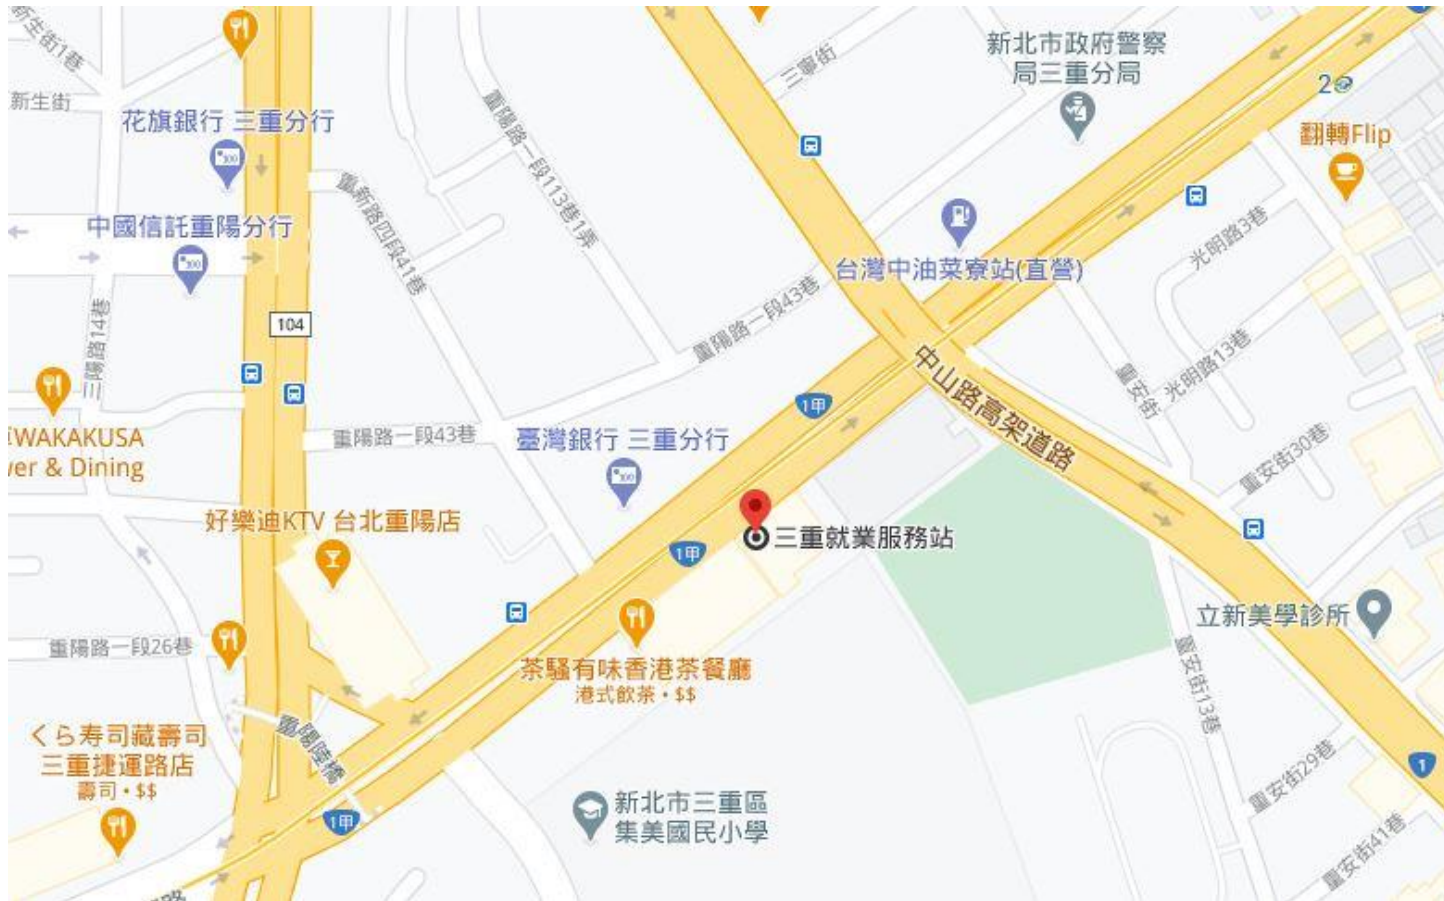 新生街1巷
新生街
花旗銀行 三重分行
中國信託重陽分行
104
三陽路14巷
WAKAKUSA
er & Dining
重陽路一段43巷
重新路四段41巷
重陽路一段113巷1弄
三寧街
新北市政府警察
局三重分局
2
翻轉Flip
台灣中油菜寮站(直營)
光明路3巷
重陽路一段43巷
光明路13巷
重安街
中山路高架道路
1甲
臺灣銀行 三重分行
重安街30巷
好樂迪KTV 台北重陽店
三重就業服務站
1甲
重陽路一段26巷
茶騷有味香港茶餐廳
港式飲茶・$$
立新美學診所
重安街13巷
くら寿司藏壽司
三重捷運路店
壽司・$$
重陽陸橋
1甲
新北市三重區
集美國民小學
重安街29巷
1
重安街41巷
路